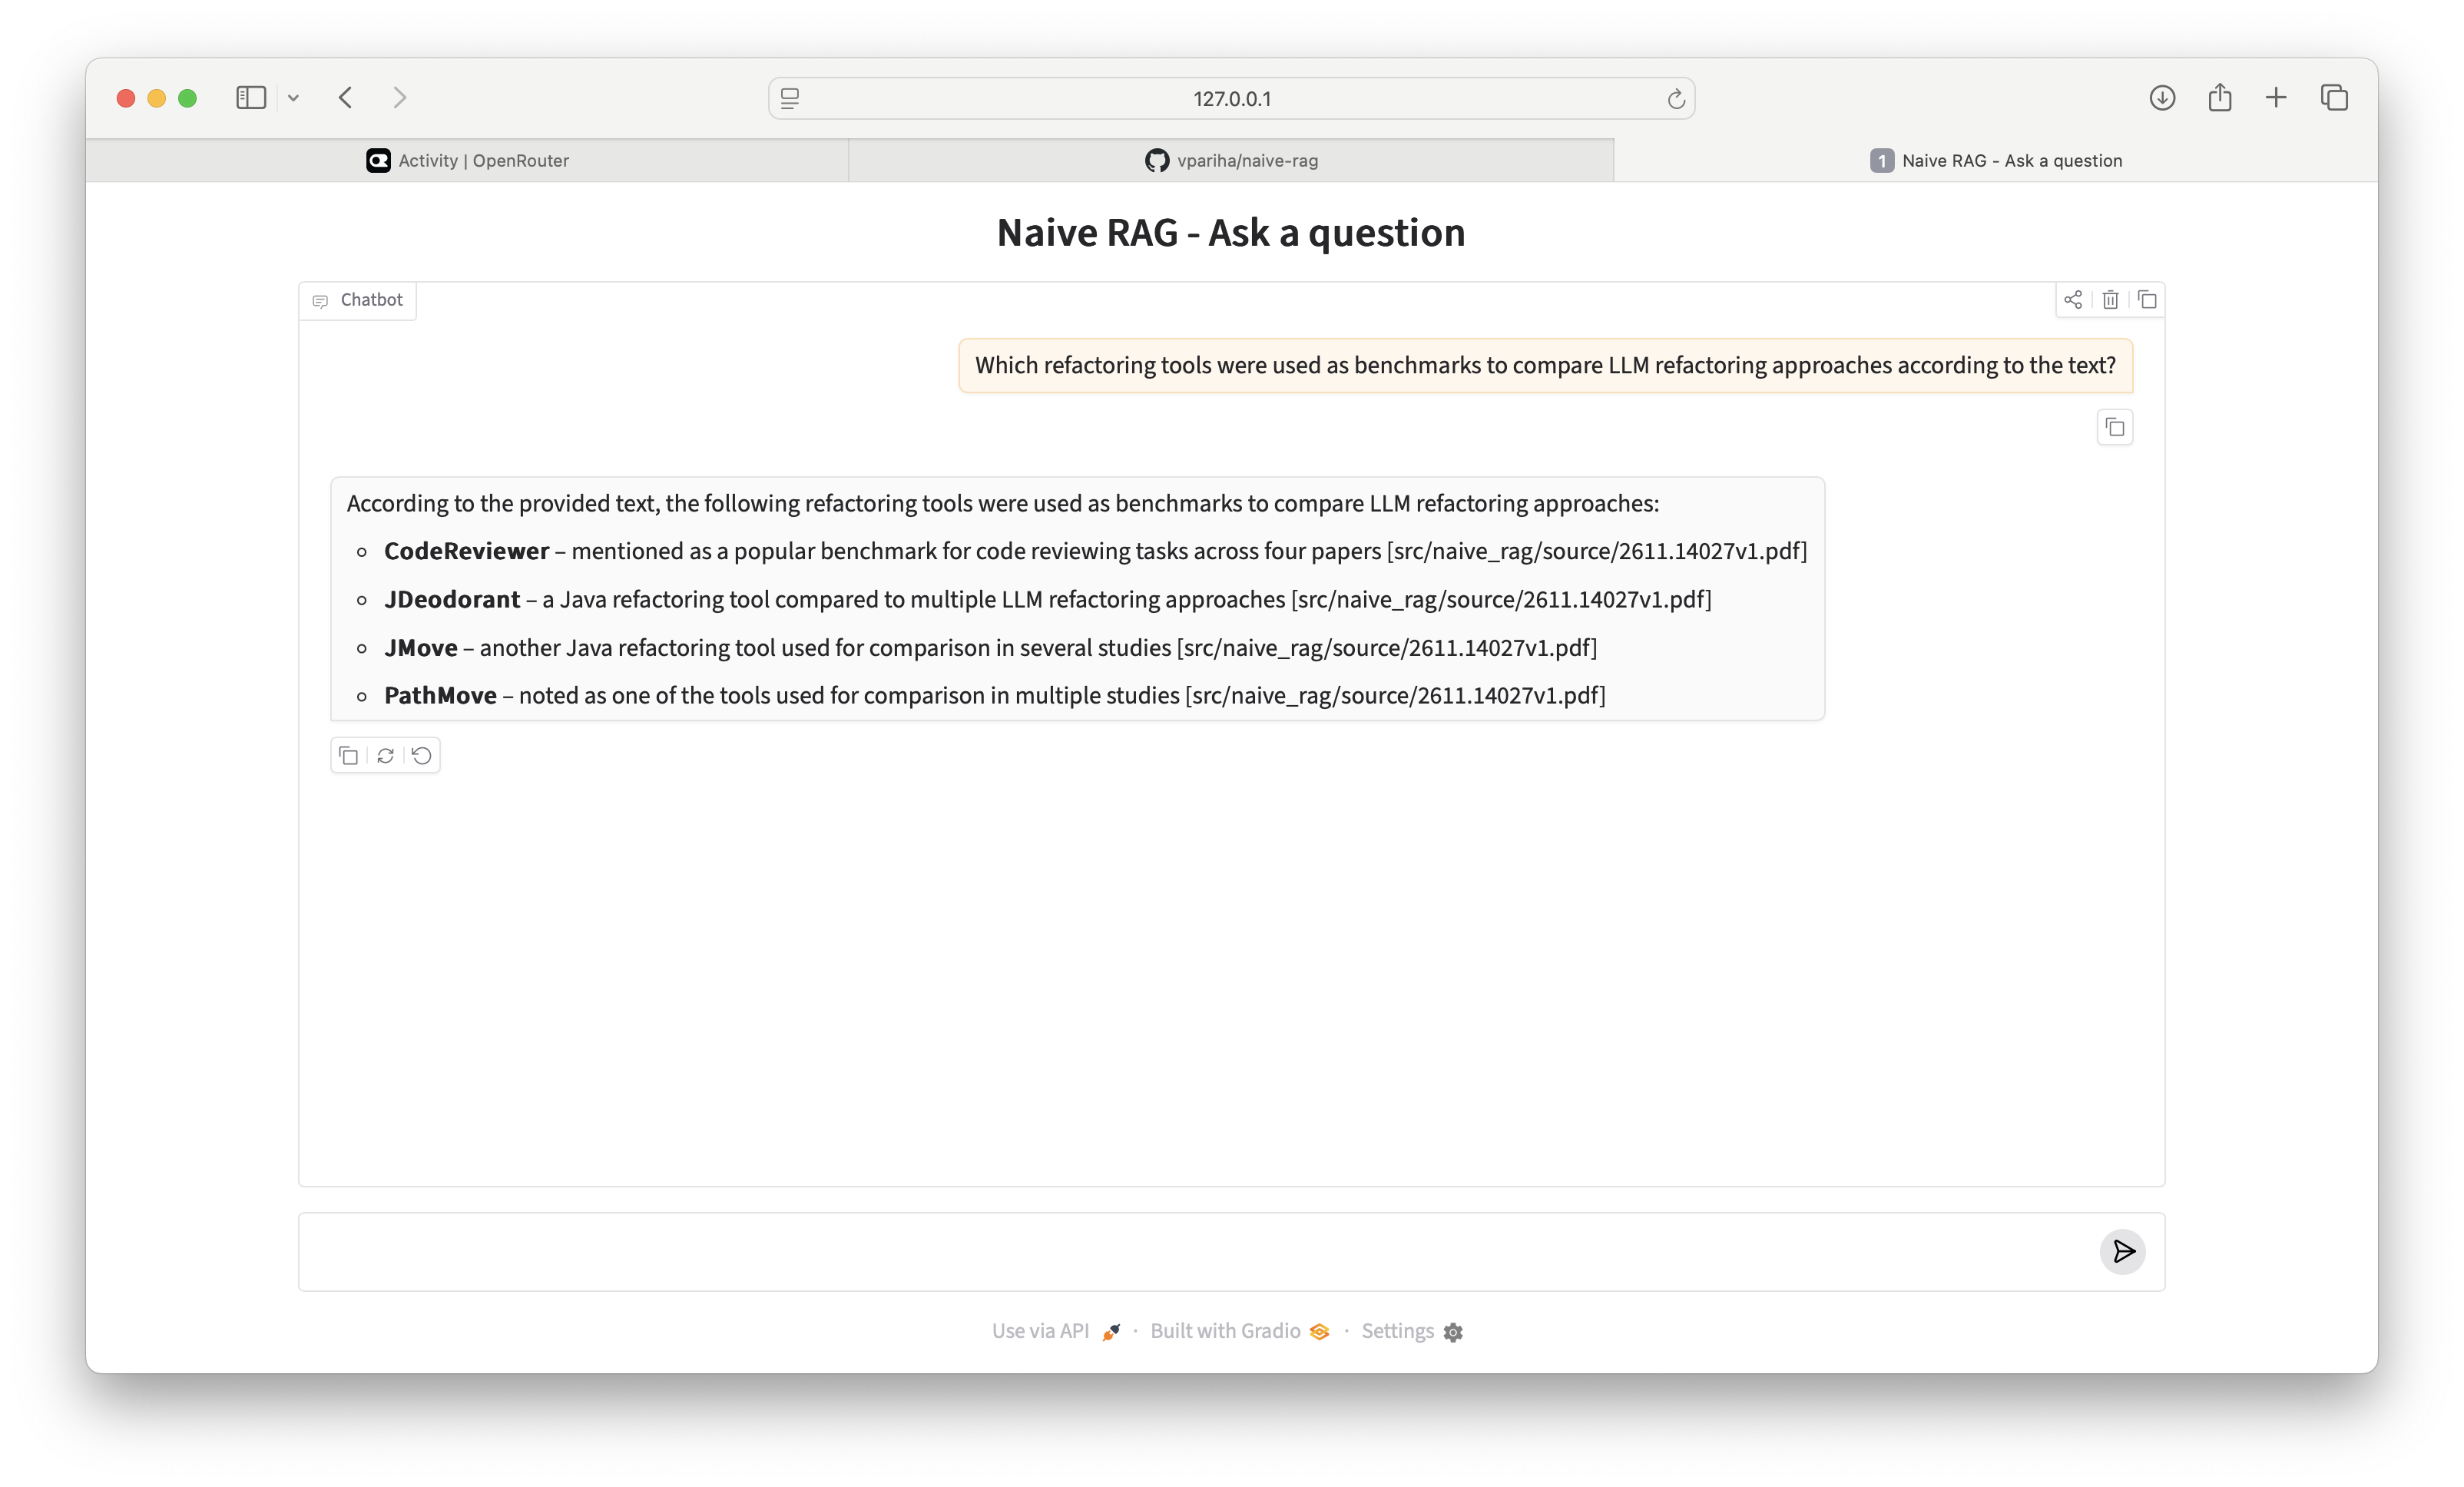 127.0.0.1
Activity | OpenRouter
vpariha/naive-rag
1 Naive RAG - Ask a question
Naive RAG - Ask a question
Chatbot
Which refactoring tools were used as benchmarks to compare LLM refactoring approaches according to the text?
According to the provided text, the following refactoring tools were used as benchmarks to compare LLM refactoring approaches:
CodeReviewer – mentioned as a popular benchmark for code reviewing tasks across four papers [src/naive_rag/source/2611.14027v1.pdf]
JDeodorant – a Java refactoring tool compared to multiple LLM refactoring approaches [src/naive_rag/source/2611.14027v1.pdf]
JMove – another Java refactoring tool used for comparison in several studies [src/naive_rag/source/2611.14027v1.pdf]
PathMove – noted as one of the tools used for comparison in multiple studies [src/naive_rag/source/2611.14027v1.pdf]
Use via API · Built with Gradio · Settings